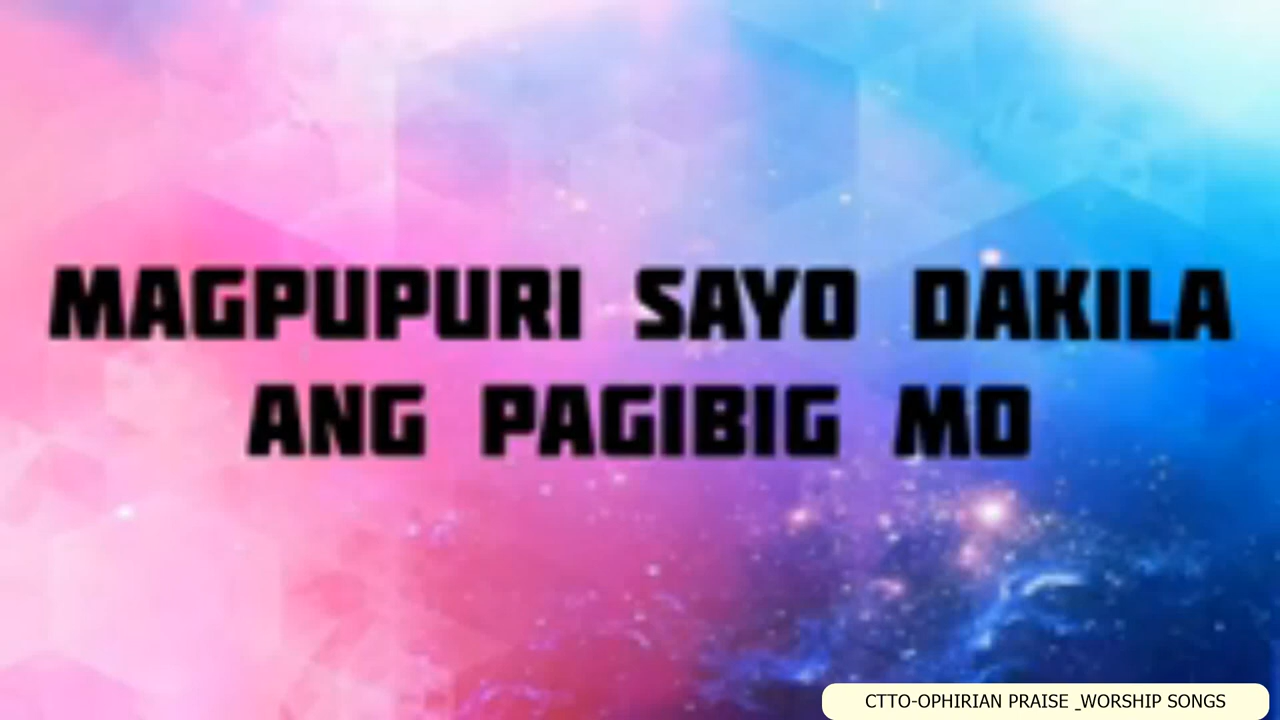 MAGPUPURI SAYO DAKILA
ANG PAGIBIG MO
CTTO-OPHIRIAN PRAISE _WORSHIP SONGS